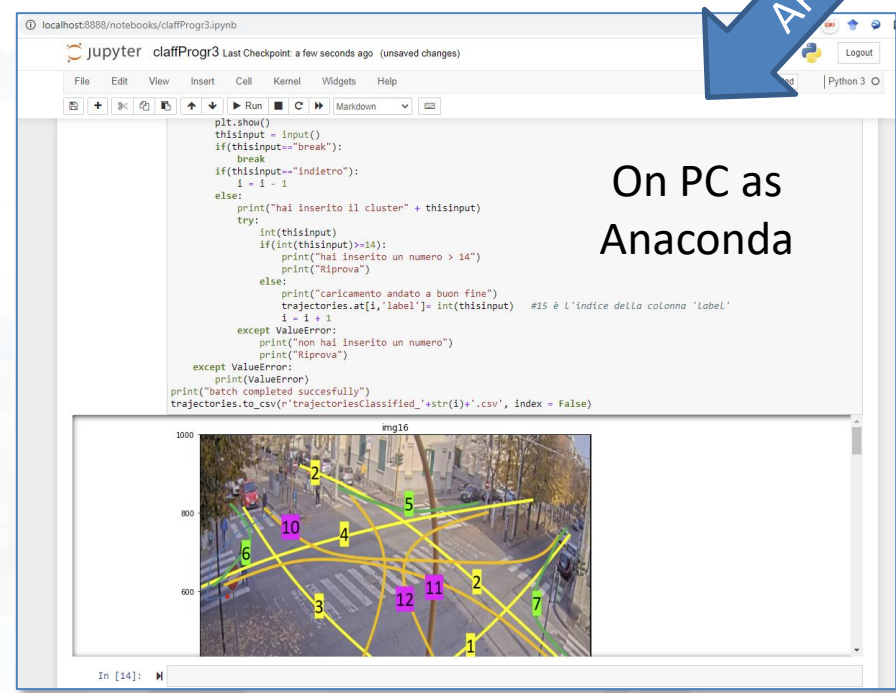 localhost:8888/notebooks/claffProgr3.ipynb
jupyter claffProgr3 Last Checkpoint: a few seconds ago (unsaved changes)
Logout
File Edit View Insert Cell Kernel Widgets Help
Python 3
Run Markdown
plt.show()
thisinput = input()
if(thisinput=="break"):
break
if(thisinput=="indietro"):
i = i - 1
else:
print("hai inserito il cluster" + thisinput)
try:
int(thisinput)
if(int(thisinput)>=14):
print("hai inserito un numero > 14")
print("Riprova")
else:
print("caricamento andato a buon fine")
trajectories.at[i,'label']= int(thisinput) #15 è l'indice della colonna 'label'
i = i + 1
except ValueError:
print("non hai inserito un numero")
print("Riprova")
except ValueError:
print(ValueError)
print("batch completed succesfully")
trajectories.to_csv(r'trajectoriesClassified_'+str(i)+'.csv', index = False)
On PC as
Anaconda
img16
1000
800
600
2
5
10
4
6
11
2
12
3
7
1
In [14]: